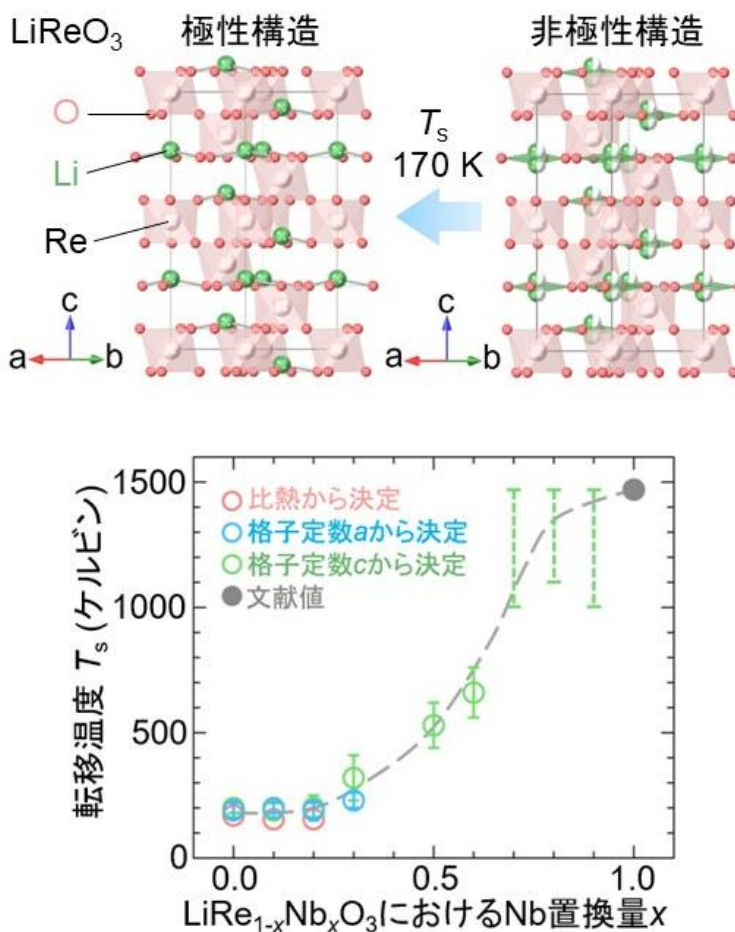 LiReO₃ 極性構造 非極性構造
O
Li
Re
Tₛ
170 K
c
a b
c
a b
転移温度 Tₛ (ケルビン)
1500
1000
500
0
比熱から決定
格子定数aから決定
格子定数cから決定
文献値
0.0 0.5 1.0
LiRe₁₋ₓNbₓO₃におけるNb置換量x